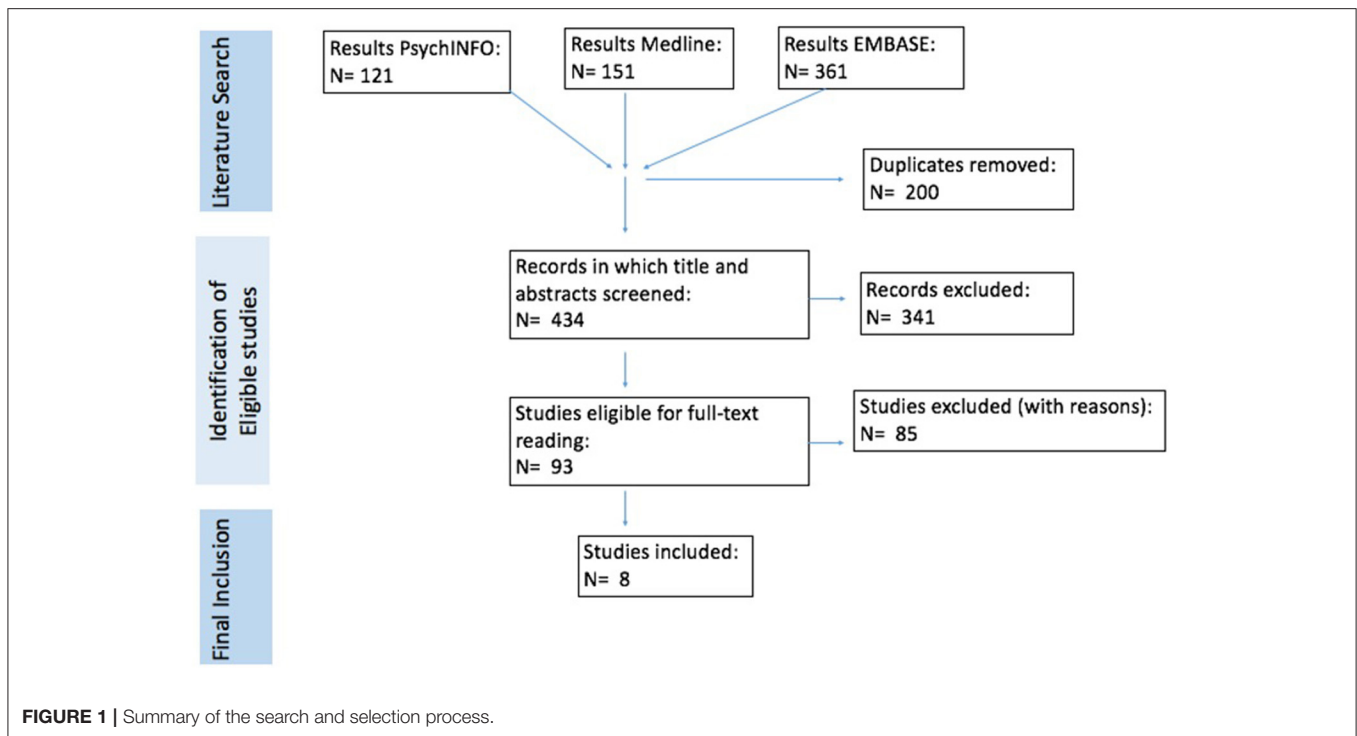 Literature Search
Results PsychINFO:
N= 121
Results Medline:
N= 151
Results EMBASE:
N= 361
Duplicates removed:
N= 200
Identification of
Eligible studies
Records in which title and
abstracts screened:
N= 434
Records excluded:
N= 341
Studies eligible for full-text
reading:
N= 93
Studies excluded (with reasons):
N= 85
Final Inclusion
Studies included:
N= 8
FIGURE 1 | Summary of the search and selection process.